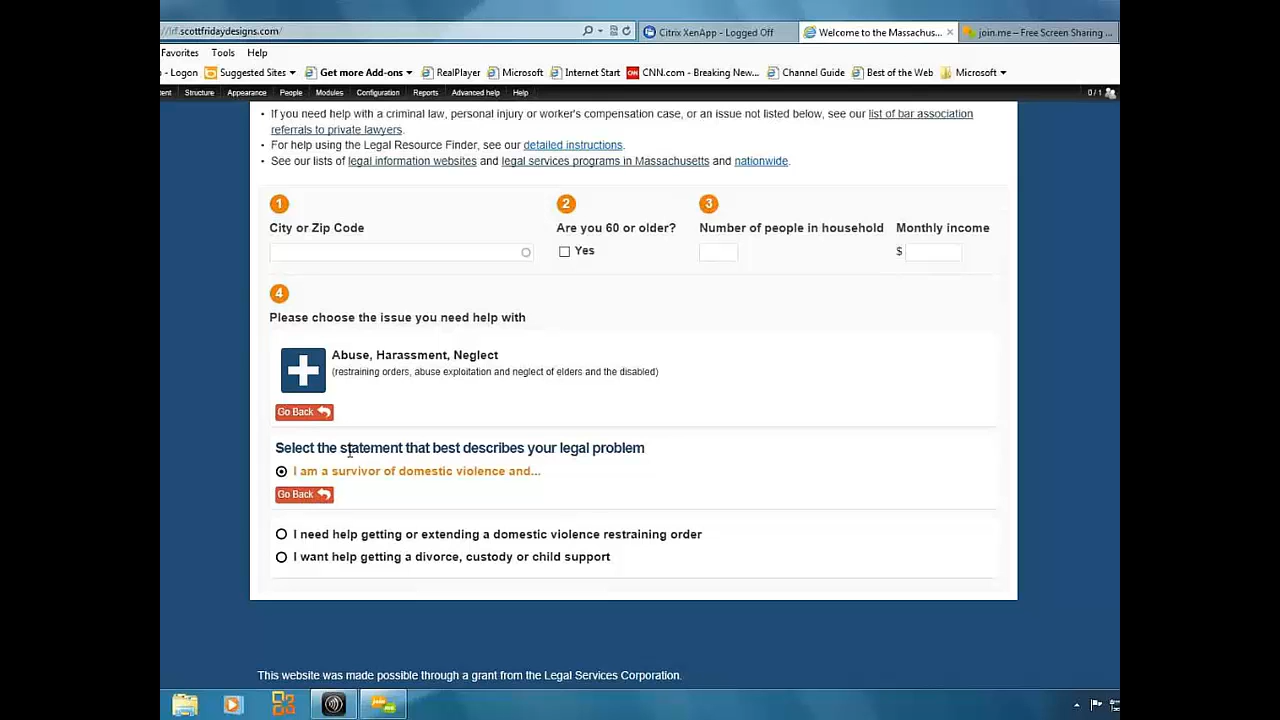 //lrf.scottfridaydesigns.com/
Citrix XenApp - Logged Off
Welcome to the Massachus...
join.me – Free Screen Sharing ...
Favorites Tools Help
- Logon Suggested Sites Get more Add-ons RealPlayer Microsoft Internet Start CNN.com - Breaking New... Channel Guide Best of the Web Microsoft
ent Structure Appearance People Modules Configuration Reports Advanced help Help 0 / 1
• If you need help with a criminal law, personal injury or worker's compensation case, or an issue not listed below, see our list of bar association
referrals to private lawyers.
• For help using the Legal Resource Finder, see our detailed instructions.
• See our lists of legal information websites and legal services programs in Massachusetts and nationwide.
1 2 3
City or Zip Code Are you 60 or older? Number of people in household Monthly income
Yes $
4
Please choose the issue you need help with
Abuse, Harassment, Neglect
(restraining orders, abuse exploitation and neglect of elders and the disabled)
Go Back
Select the statement that best describes your legal problem
I am a survivor of domestic violence and...
Go Back
I need help getting or extending a domestic violence restraining order
I want help getting a divorce, custody or child support
This website was made possible through a grant from the Legal Services Corporation.